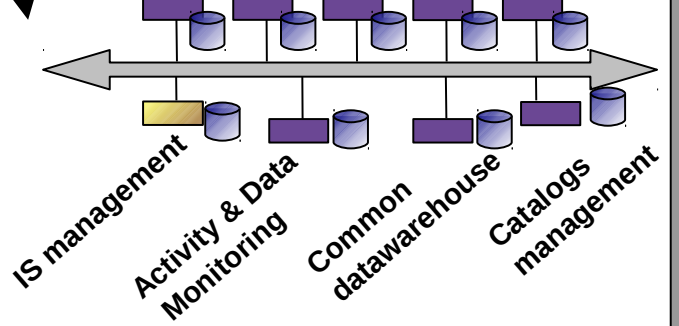 IS management
Activity & Data
Monitoring
Common
datawarehouse
Catalogs
management